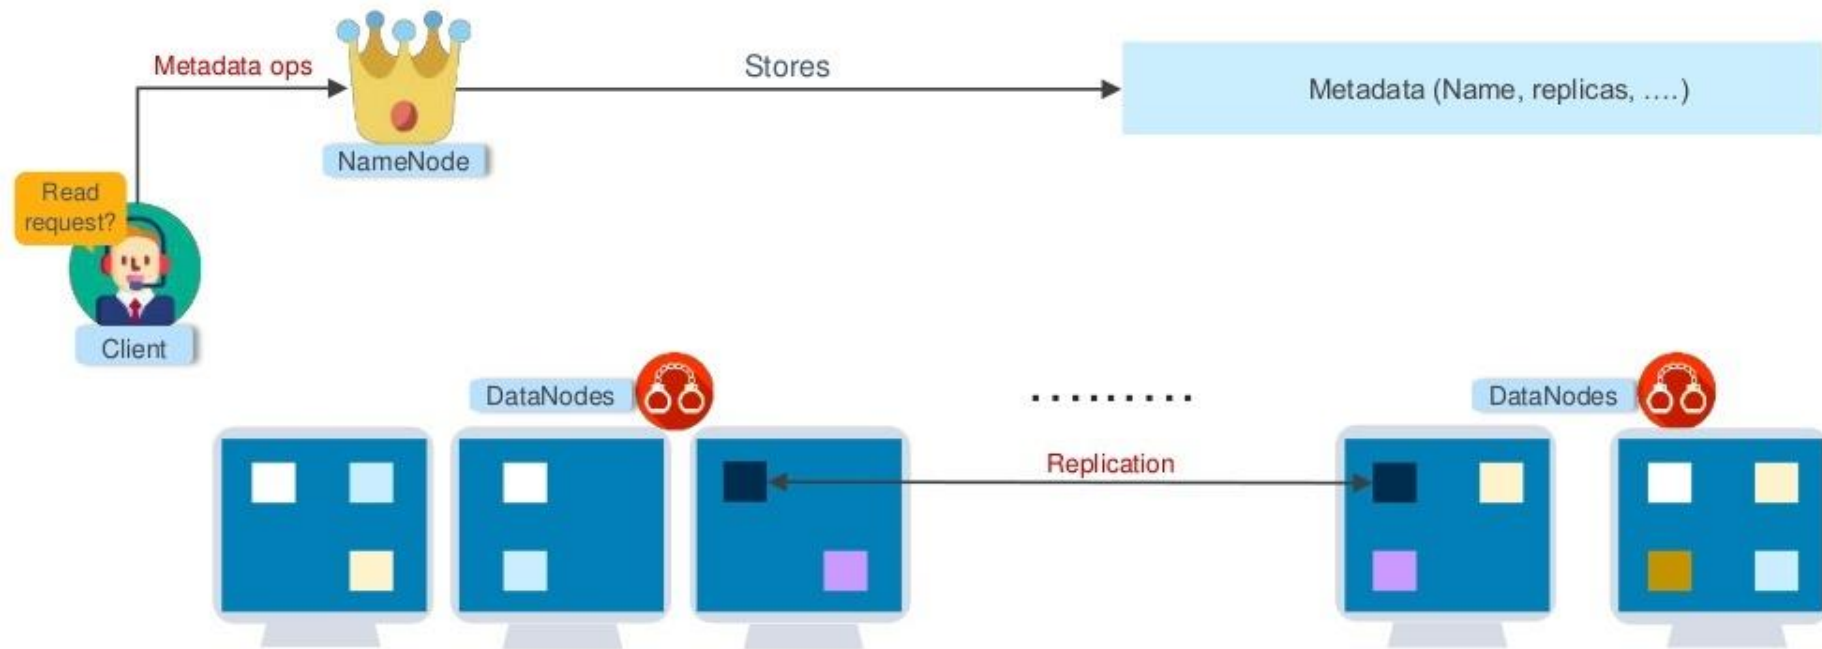 Metadata ops
Stores
Metadata (Name, replicas, ....)
NameNode
Read
request?
Client
DataNodes
.........
DataNodes
Replication